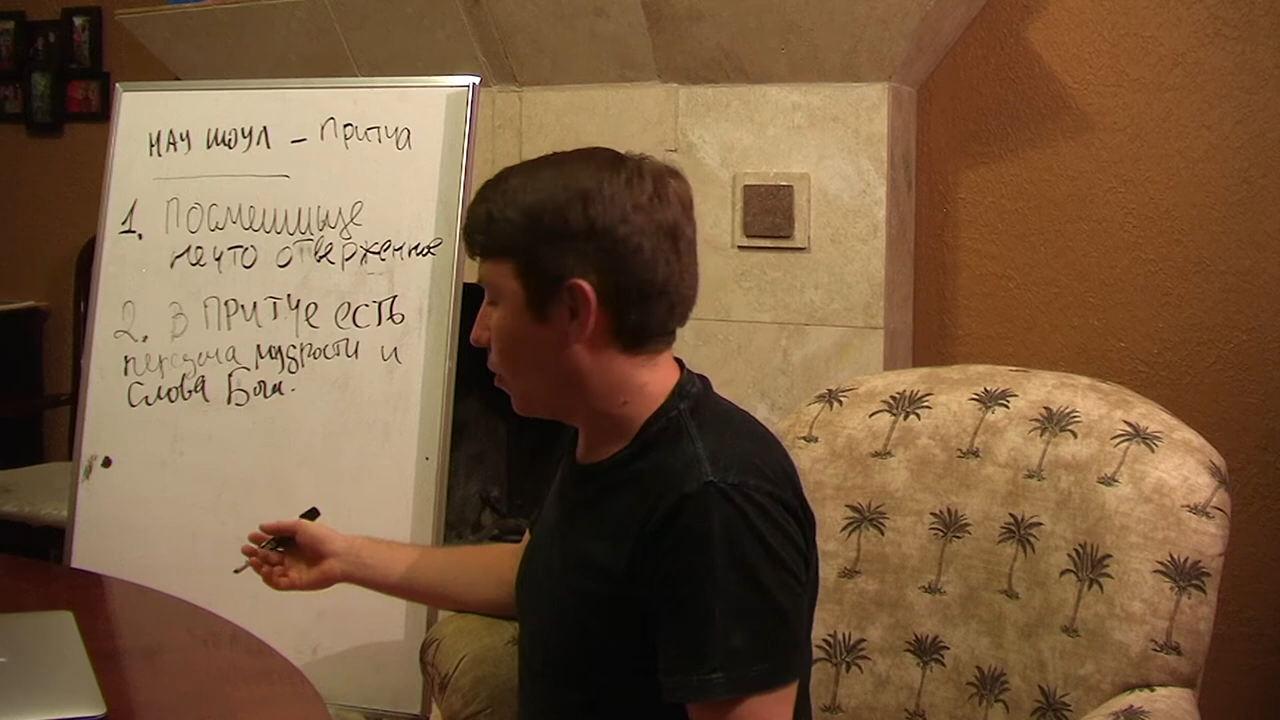 МАЧ ШОУЛ – Притча
1. Посмешище
нечто отверженное
2. В ПРИТЧе есть
передача мудрости и
Слова Бога.